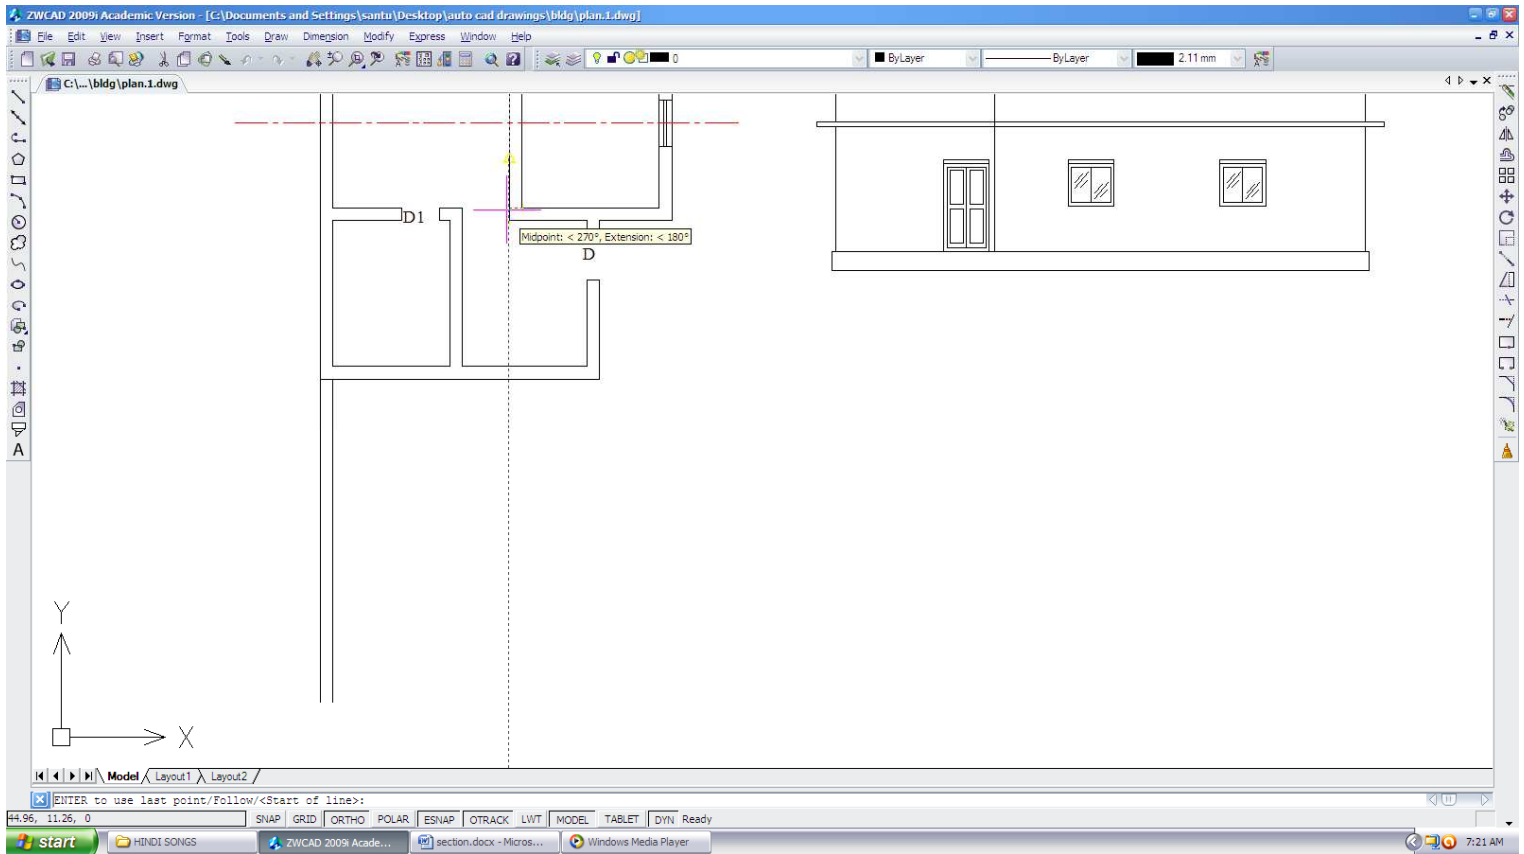 ZWCAD 2009i Academic Version - [C:\Documents and Settings\santu\Desktop\auto cad drawings\bldg\plan.1.dwg]
File Edit View Insert Format Tools Draw Dimension Modify Express Window Help
0 ByLayer ByLayer 2.11 mm
C:\...\bldg\plan.1.dwg
D1
Midpoint: < 270°, Extension: < 180°
D
Y
X
A
Model Layout1 Layout2
ENTER to use last point/Follow/<Start of line>:
44.96, 11.26, 0 SNAP GRID ORTHO POLAR ESNAP OTRACK LWT MODEL TABLET DYN Ready
start HINDI SONGS ZWCAD 2009i Acade... section.docx - Micros... Windows Media Player 7:21 AM